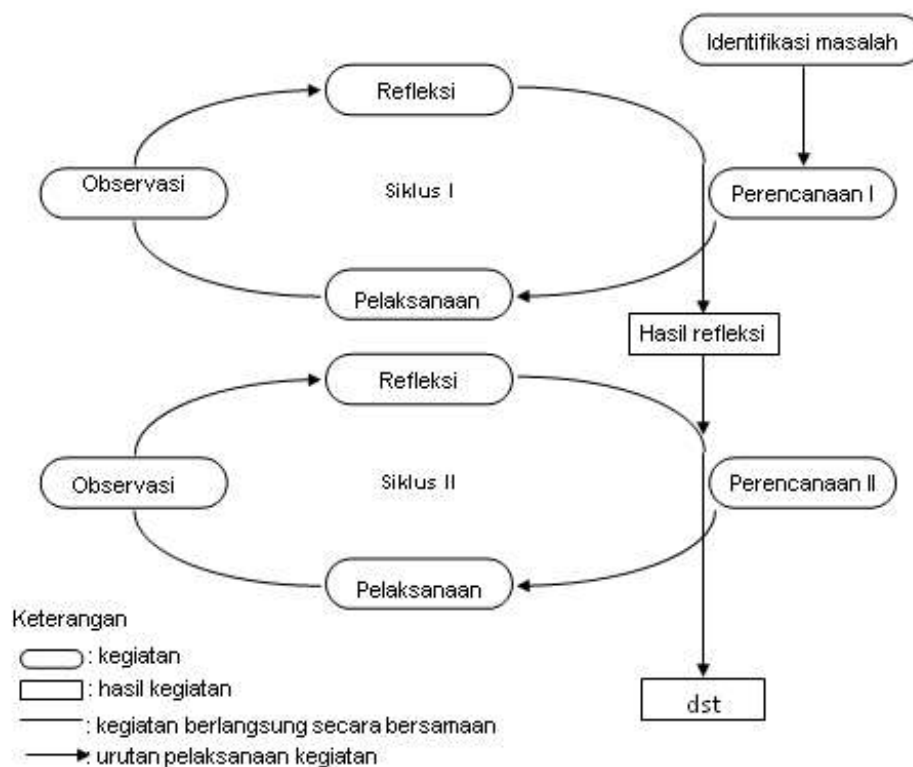 Identifikasi masalah
Refleksi
Observasi
Siklus I
Perencanaan I
Pelaksanaan
Hasil refleksi
Refleksi
Observasi
Siklus II
Perencanaan II
Pelaksanaan
Keterangan
: kegiatan
: hasil kegiatan
: kegiatan berlangsung secara bersamaan
: urutan pelaksanaan kegiatan
dst